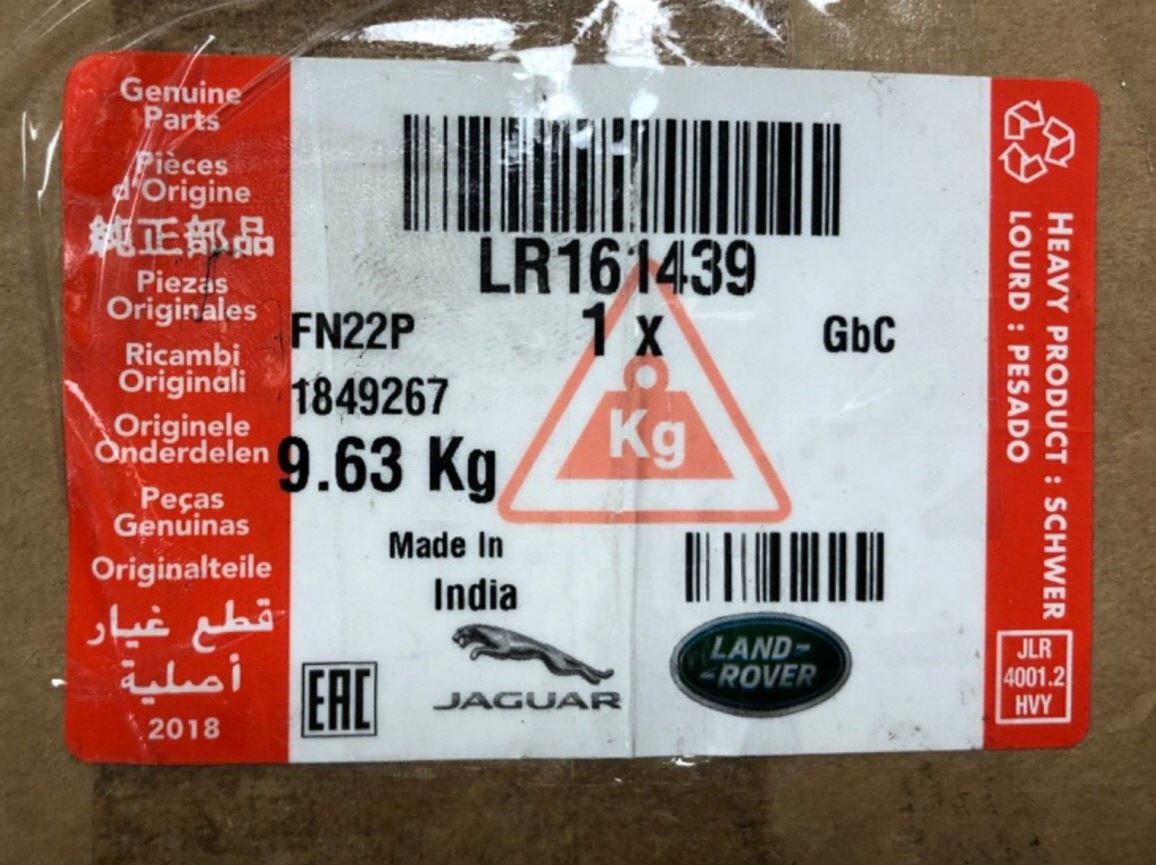 Genuine
Parts
Pièces
d'Origine
純正部品
Piezas
Originales
Ricambi
Originali
Originele
Onderdelen
Peças
Genuinas
Originalteile
قطع غيار
أصلية
2018
LR161439
FN22P 1 x GbC
1849267
9.63 Kg
Kg
Made In
India
EAC
JAGUAR
LAND-
-ROVER
HEAVY PRODUCT : SCHWER
LOURD : PESADO
JLR
4001.2
HVY